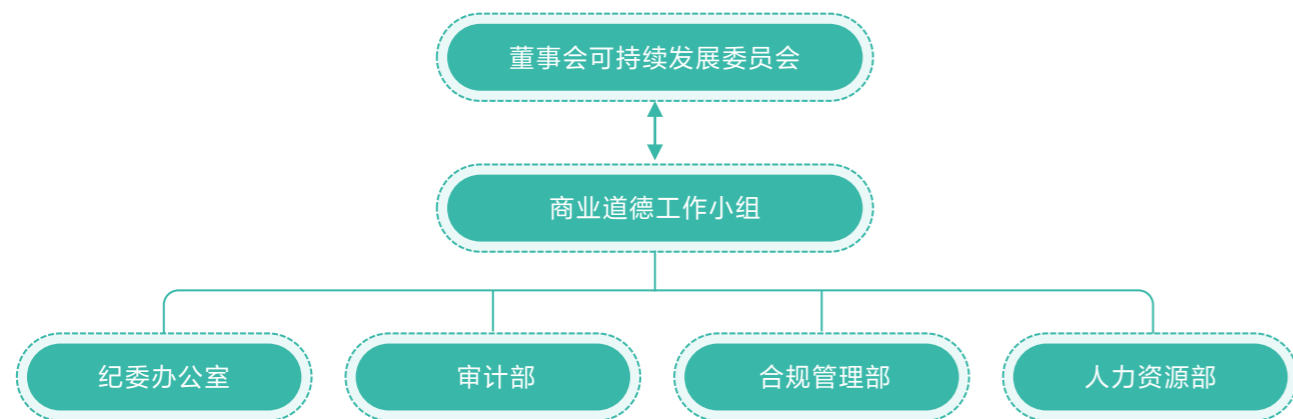 董事会可持续发展委员会
商业道德工作小组
纪委办公室
审计部
合规管理部
人力资源部